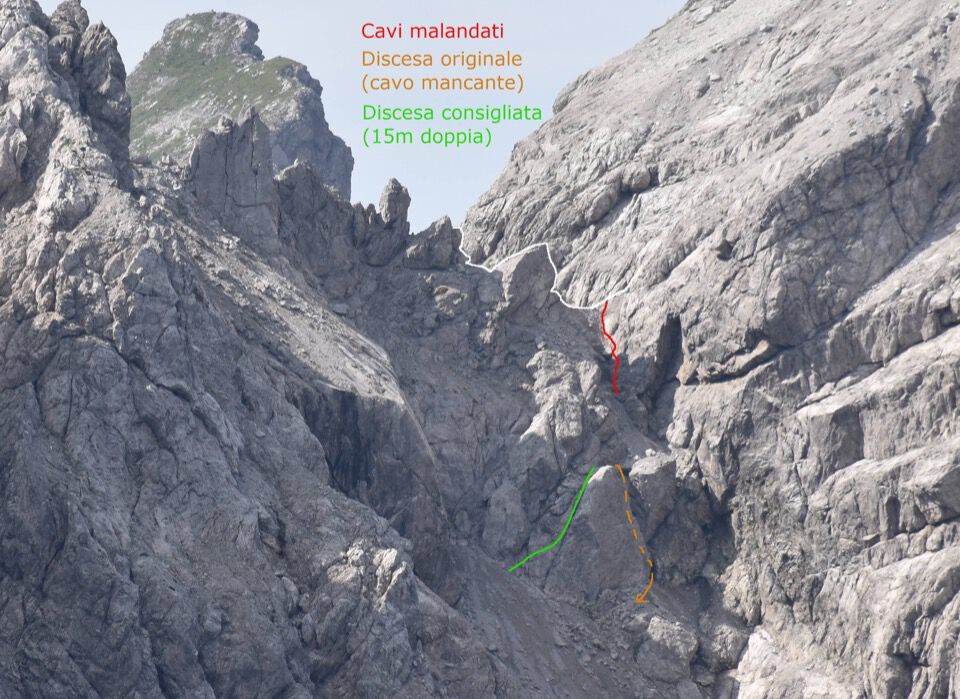 Cavi malandati
Discesa originale
(cavo mancante)
Discesa consigliata
(15m doppia)